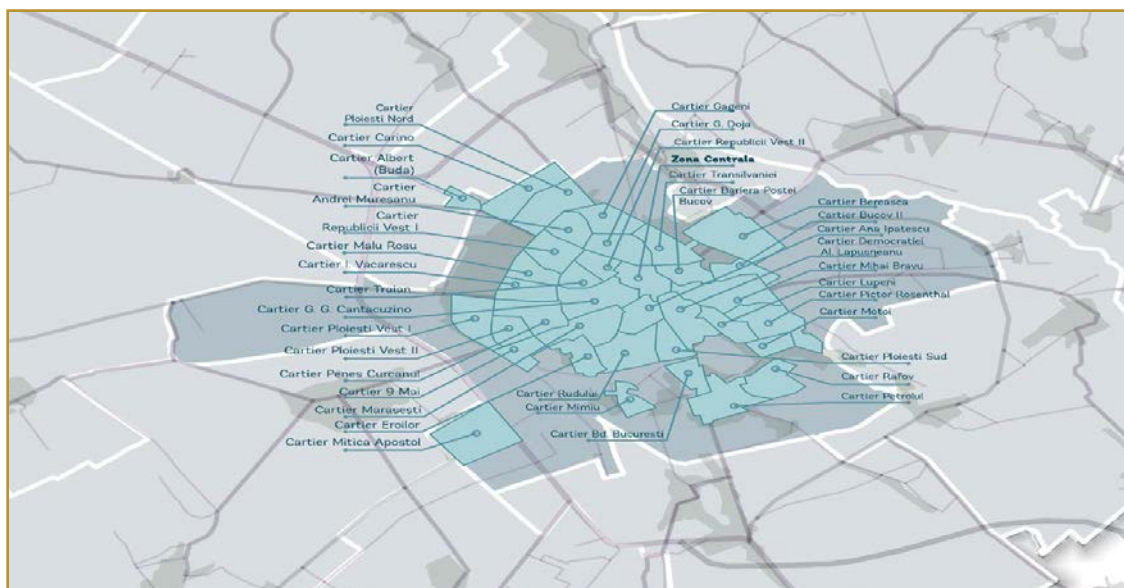 Cartier
Ploiesti Nord
Cartier Carino
Cartier Albert
(Buda)
Cartier
Andrei Muresanu
Cartier
Republicii Vest I
Cartier Malu Rosu
Cartier I. Vacarescu
Cartier Traian
Cartier G. G. Cantacuzino
Cartier Ploiesti Vest I
Cartier Ploiesti Vest II
Cartier Penes Curcanul
Cartier 9 Mai
Cartier Marasesti
Cartier Eroilor
Cartier Mitica Apostol
Cartier Gageni
Cartier G. Doja
Cartier Republicii Vest II
Zona Centrala
Cartier Transilvaniei
Cartier Bariera Postei
Bucov
Cartier Bereasca
Cartier Bucov II
Cartier Ana Ipatescu
Cartier Democratiei
Al. Lapusneanu
Cartier Mihai Bravu
Cartier Lupeni
Cartier Pictor Rosenthal
Cartier Motoi
Cartier Ploiesti Sud
Cartier Rafov
Cartier Petrolul
Cartier Radului
Cartier Mimiu
Cartier Bd. Bucuresti